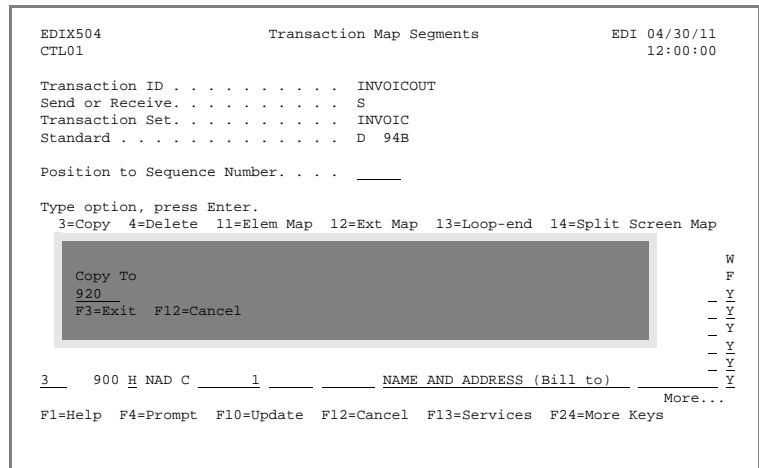 EDIX504 Transaction Map Segments EDI 04/30/11
CTL01 12:00:00
Transaction ID . . . . . . . . . . INVOICOUT
Send or Receive. . . . . . . . . . S
Transaction Set. . . . . . . . . . INVOIC
Standard . . . . . . . . . . . . . D 94B
Position to Sequence Number. . . . _____
Type option, press Enter.
3=Copy 4=Delete 11=Elem Map 12=Ext Map 13=Loop-end 14=Split Screen Map
W
Copy To F
920 _ Y
F3=Exit F12=Cancel _ Y
_ Y
_ Y
_ Y
3 900 H NAD C 1 NAME AND ADDRESS (Bill to) Y
More...
F1=Help F4=Prompt F10=Update F12=Cancel F13=Services F24=More Keys